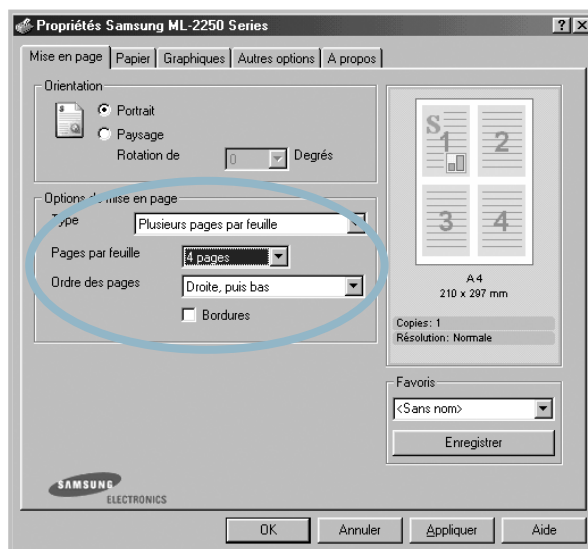 Propriétés Samsung ML-2250 Series
Mise en page Papier Graphiques Autres options A propos
Orientation
Portrait
Paysage
Rotation de 0 Degrés
Options de mise en page
Type Plusieurs pages par feuille
Pages par feuille 4 pages
Ordre des pages Droite, puis bas
Bordures
S
1 2
3 4
A4
210 x 297 mm
Copies: 1
Résolution: Normale
Favoris
<Sans nom>
Enregistrer
SAMSUNG
ELECTRONICS
OK Annuler Appliquer Aide